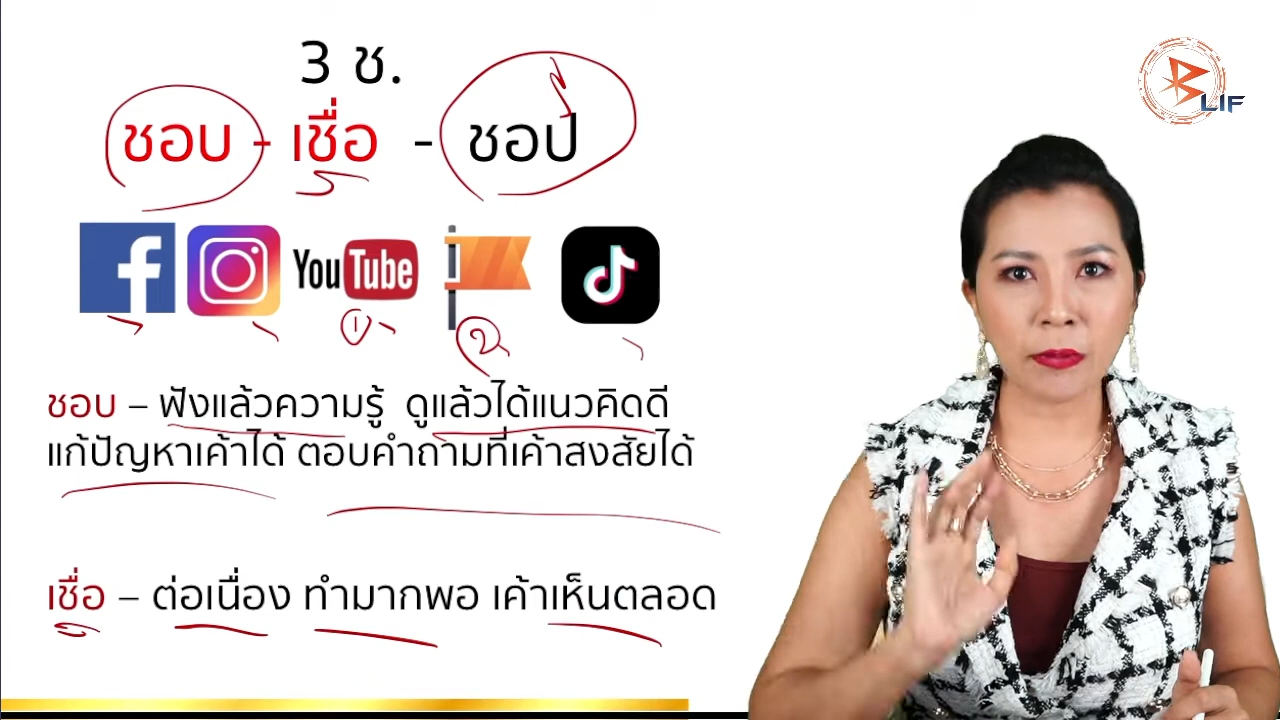 3 ช.
ชอบ - เชื่อ - ชอป
YouTube
ชอบ – ฟังแล้วความรู้ ดูแล้วได้แนวคิดดี
แก้ปัญหาเค้าได้ ตอบคำถามที่เค้าสงสัยได้
เชื่อ – ต่อเนื่อง ทำมากพอ เค้าเห็นตลอด
BLIF